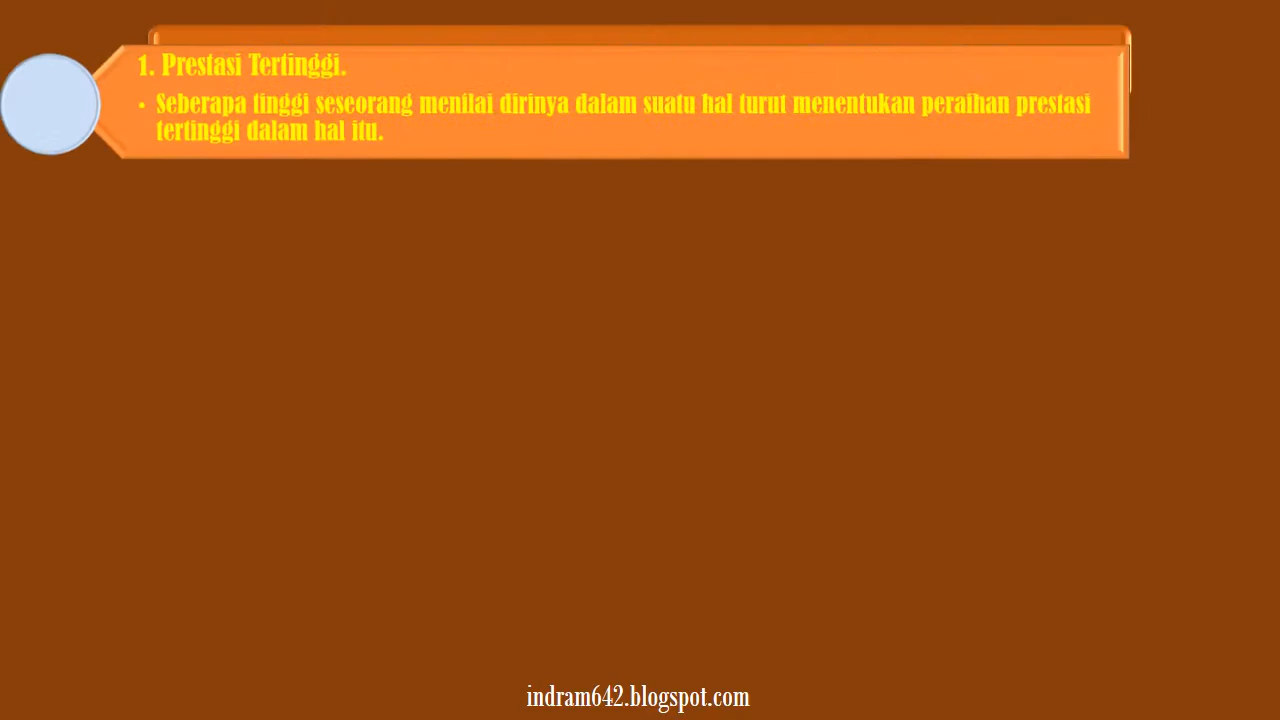 1. Prestasi Tertinggi.
• Seberapa tinggi seseorang menilai dirinya dalam suatu hal turut menentukan peraihan prestasi
tertinggi dalam hal itu.
indram642.blogspot.com